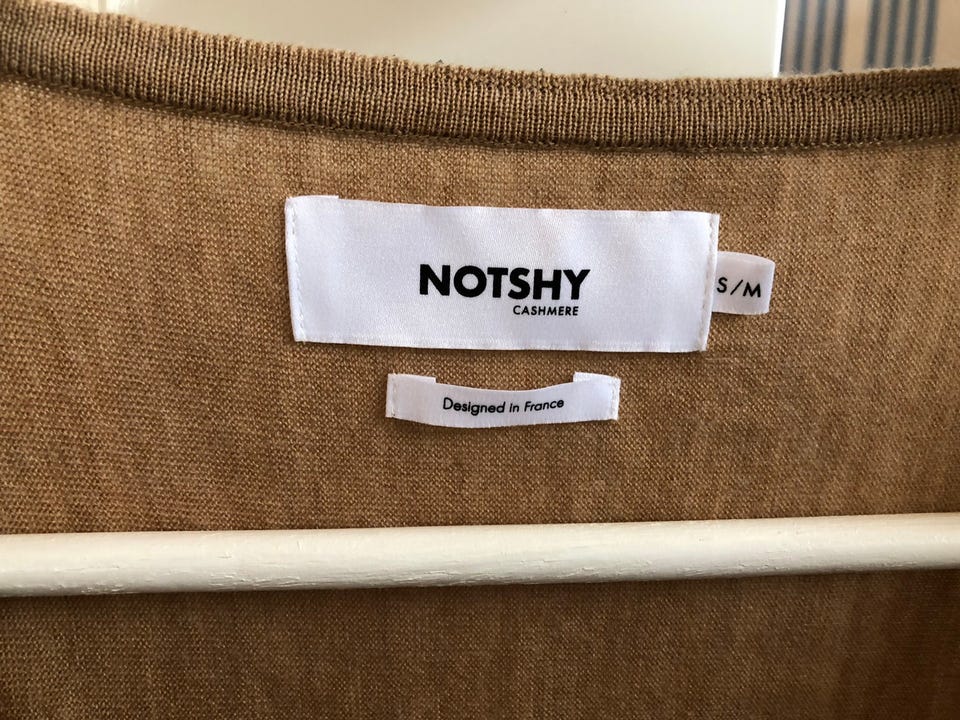 NOTSHY
CASHMERE
S/M
Designed in France